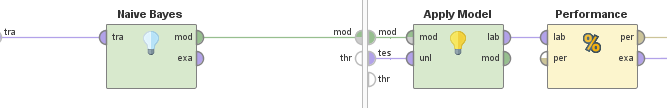 Naive Bayes
Apply Model
Performance
tra
tra
mod
exa
mod
thr
mod
tes
thr
mod
unl
lab
mod
lab
per
per
exa
%